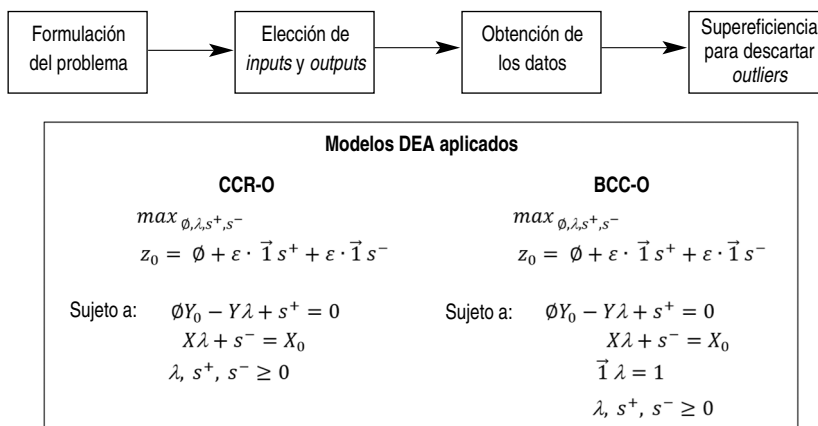 Formulación
del problema
Elección de
inputs y outputs
Obtención de
los datos
Supereficiencia
para descartar
outliers
Modelos DEA aplicados
CCR-O
max ∅,λ,s⁺,s⁻
z₀ = ∅ + ε · 1⃗ s⁺ + ε · 1⃗ s⁻
Sujeto a: ∅Y₀ − Yλ + s⁺ = 0
Xλ + s⁻ = X₀
λ, s⁺, s⁻ ≥ 0
BCC-O
max ∅,λ,s⁺,s⁻
z₀ = ∅ + ε · 1⃗ s⁺ + ε · 1⃗ s⁻
Sujeto a: ∅Y₀ − Yλ + s⁺ = 0
Xλ + s⁻ = X₀
1⃗ λ = 1
λ, s⁺, s⁻ ≥ 0